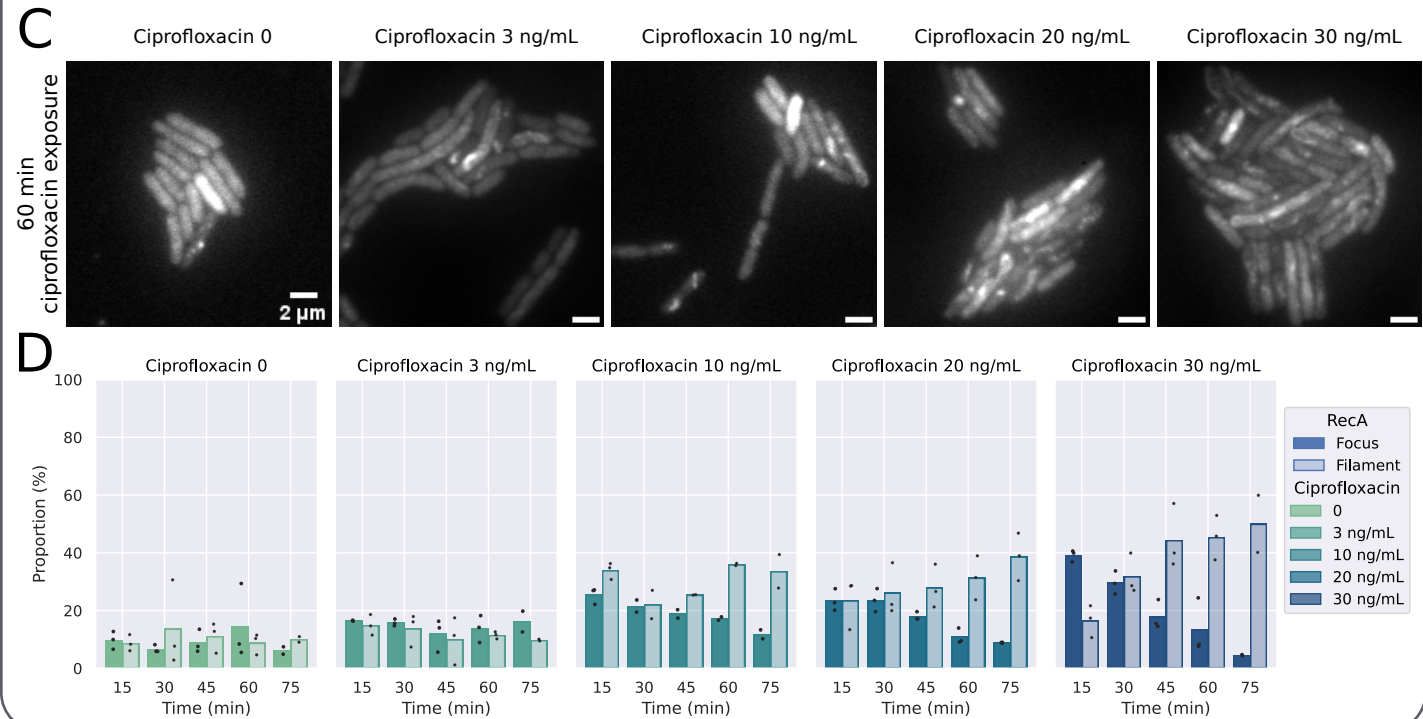 C
Ciprofloxacin 0
Ciprofloxacin 3 ng/mL
Ciprofloxacin 10 ng/mL
Ciprofloxacin 20 ng/mL
Ciprofloxacin 30 ng/mL
60 min
ciprofloxacin exposure
2 µm
D
Ciprofloxacin 0
Ciprofloxacin 3 ng/mL
Ciprofloxacin 10 ng/mL
Ciprofloxacin 20 ng/mL
Ciprofloxacin 30 ng/mL
Proportion (%)
100
80
60
40
20
0
15 30 45 60 75
Time (min)
15 30 45 60 75
Time (min)
15 30 45 60 75
Time (min)
15 30 45 60 75
Time (min)
15 30 45 60 75
Time (min)
RecA
Focus
Filament
Ciprofloxacin
0
3 ng/mL
10 ng/mL
20 ng/mL
30 ng/mL